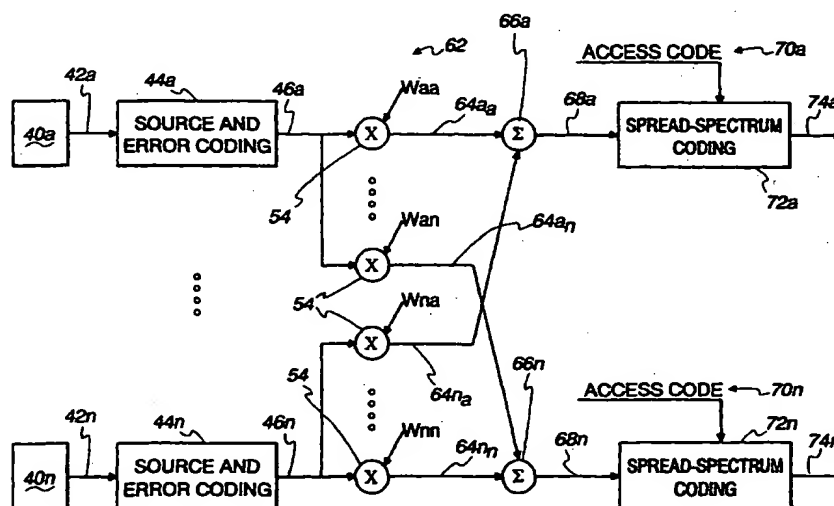 66a
62
ACCESS CODE 70a
42a 44a 46a Waa 64aa 68a 74a
40a SOURCE AND ERROR CODING X Σ SPREAD-SPECTRUM CODING
54 72a
Wan 64an
X
54 Wna
X
54 64na 66n
ACCESS CODE 70n
42n 44n 46n Wnn 64nn 68n 72n 74n
40n SOURCE AND ERROR CODING X Σ SPREAD-SPECTRUM CODING